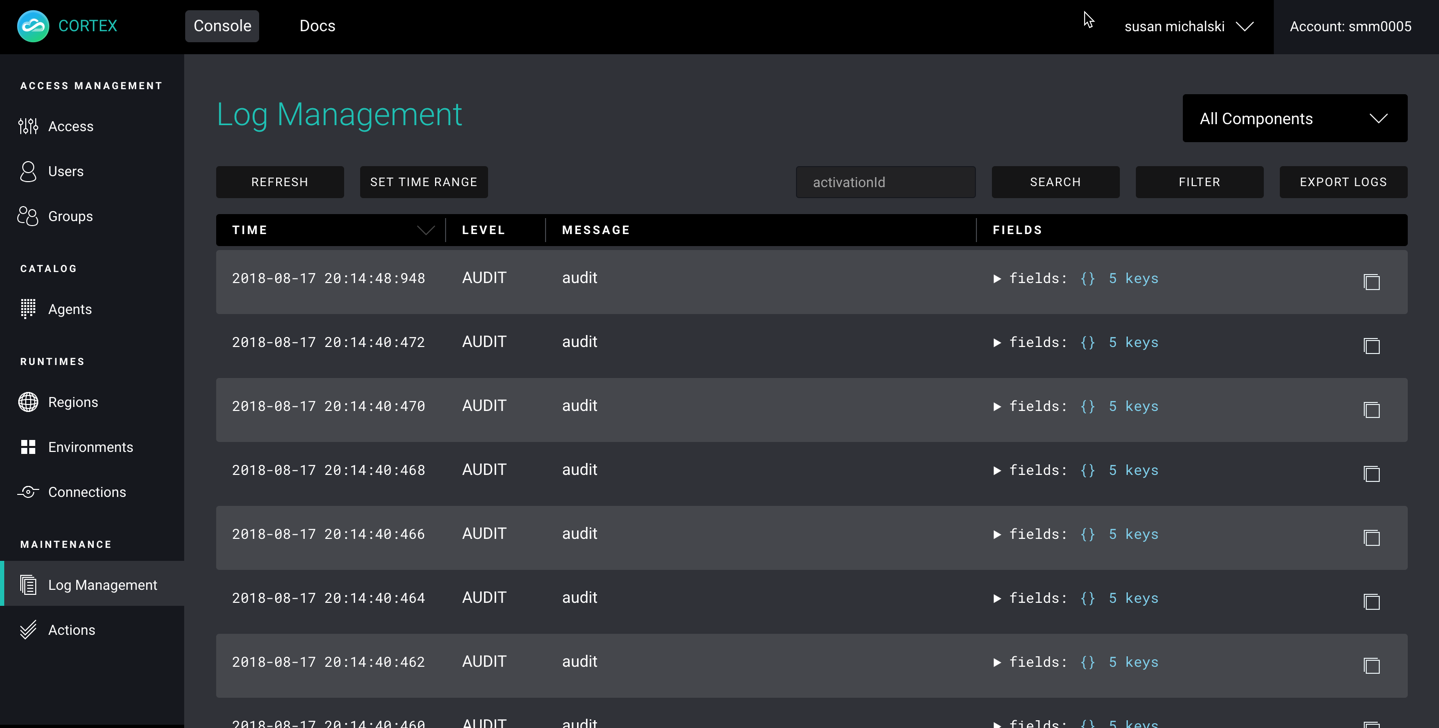 CORTEX Console Docs susan michalski Account: smm0005
ACCESS MANAGEMENT
Access
Users
Groups
CATALOG
Agents
RUNTIMES
Regions
Environments
Connections
MAINTENANCE
Log Management
Actions
Log Management All Components
REFRESH SET TIME RANGE activationId SEARCH FILTER EXPORT LOGS
TIME LEVEL MESSAGE FIELDS
2018-08-17 20:14:48:948 AUDIT audit ▶ fields: {} 5 keys
2018-08-17 20:14:40:472 AUDIT audit ▶ fields: {} 5 keys
2018-08-17 20:14:40:470 AUDIT audit ▶ fields: {} 5 keys
2018-08-17 20:14:40:468 AUDIT audit ▶ fields: {} 5 keys
2018-08-17 20:14:40:466 AUDIT audit ▶ fields: {} 5 keys
2018-08-17 20:14:40:464 AUDIT audit ▶ fields: {} 5 keys
2018-08-17 20:14:40:462 AUDIT audit ▶ fields: {} 5 keys
2018-08-17 20:14:40:460 AUDIT audit ▶ fields: {} 5 keys